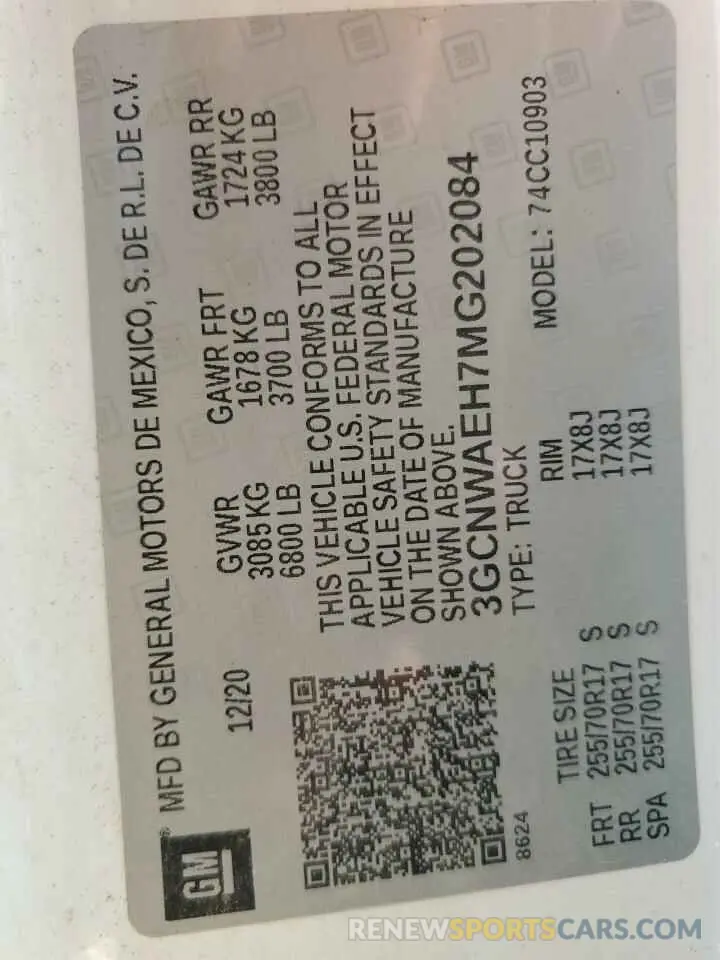 GM
MFD BY GENERAL MOTORS DE MEXICO, S. DE R.L. DE C.V.
12/20
GVWR GAWR FRT GAWR RR
3085 KG 1678 KG 1724 KG
6800 LB 3700 LB 3800 LB
THIS VEHICLE CONFORMS TO ALL
APPLICABLE U.S. FEDERAL MOTOR
VEHICLE SAFETY STANDARDS IN EFFECT
ON THE DATE OF MANUFACTURE
SHOWN ABOVE.
3GCNWAEH7MG202084
TYPE: TRUCK MODEL: 74CC10903
8624
TIRE SIZE RIM
FRT 255/70R17 S 17X8J
RR 255/70R17 S 17X8J
SPA 255/70R17 S 17X8J
RENEWSPORTSCARS.COM